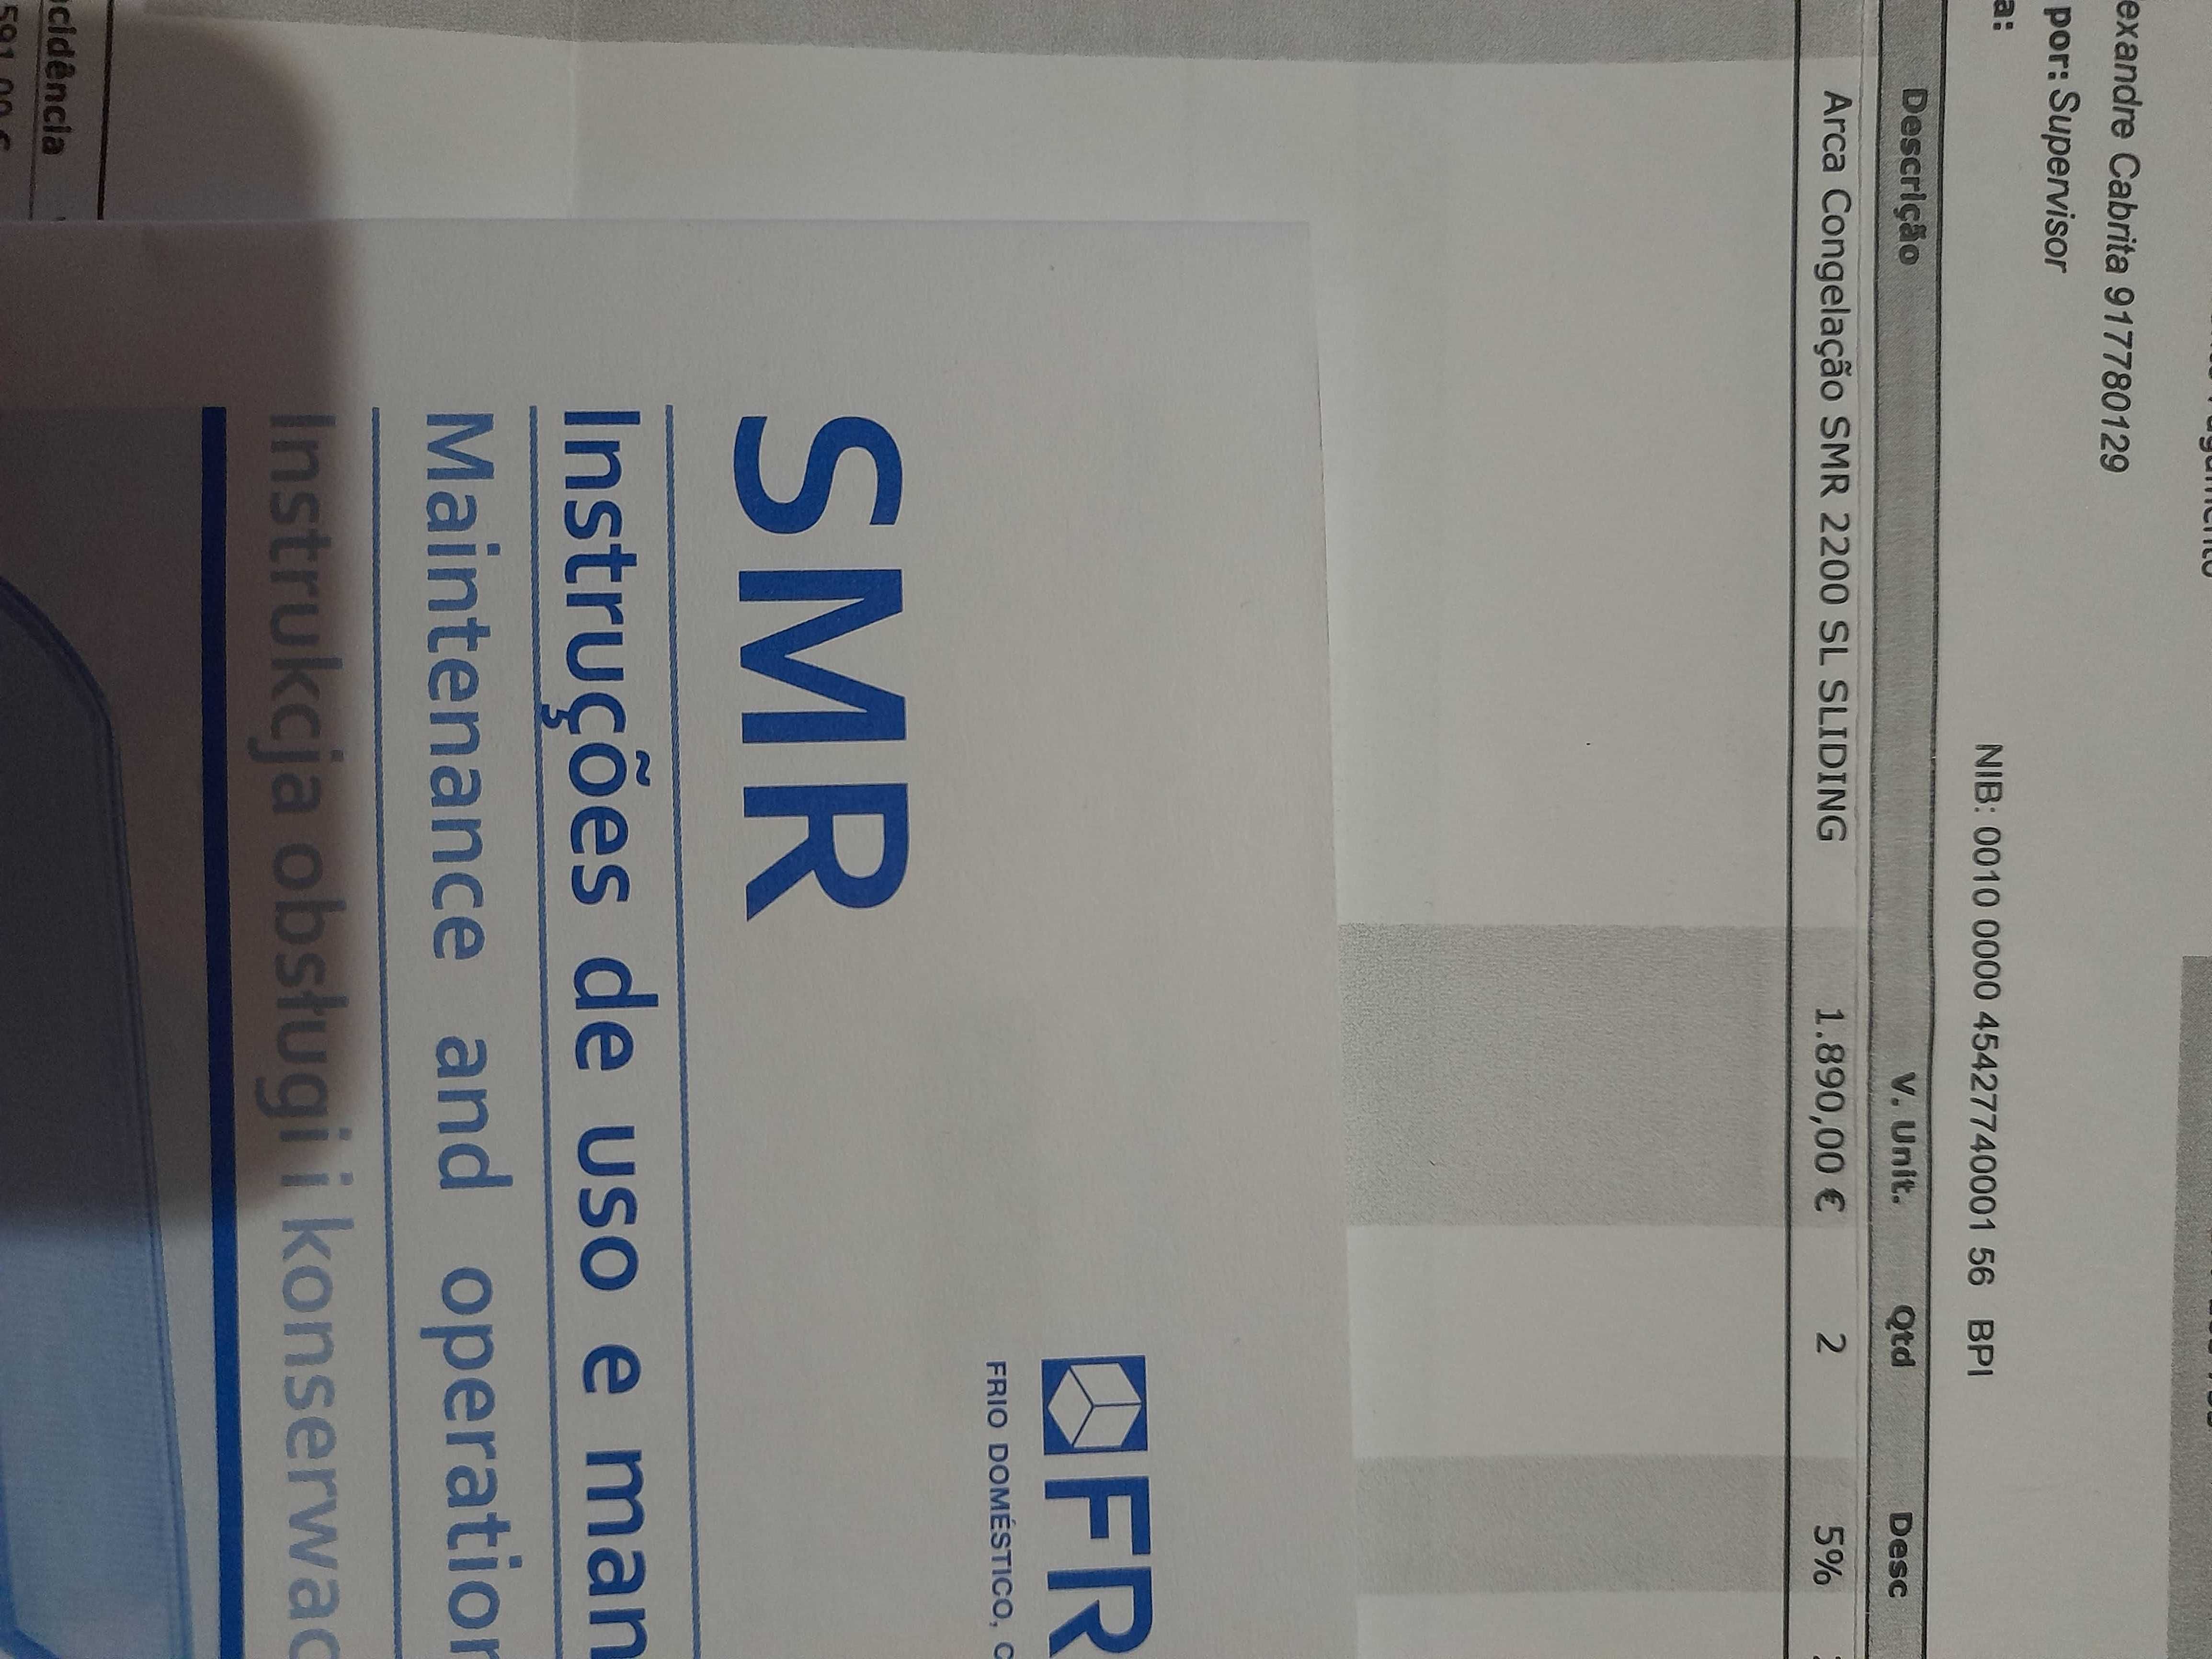 exandre Cabrita 917780129
por: Supervisor
a:
NIB: 0010 0000 45427740001 56 BPI
Descrição V. Unit. Qtd Desc
Arca Congelação SMR 2200 SL SLIDING 1.890,00 € 2 5%
FR
FRIO DOMÉSTICO, C
SMR
Instruções de uso e man
Maintenance and operation
Instrukcja obsługi i konserwac
cidência